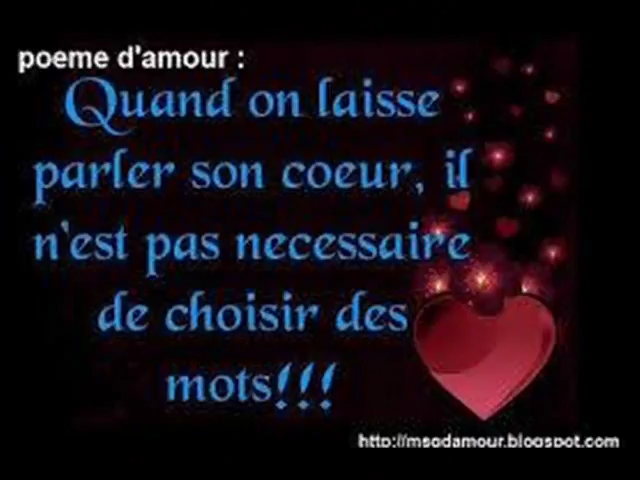 poeme d'amour :
Quand on laisse
parler son coeur, il
n'est pas necessaire
de choisir des
mots!!!
http://msgdamour.blogspot.com